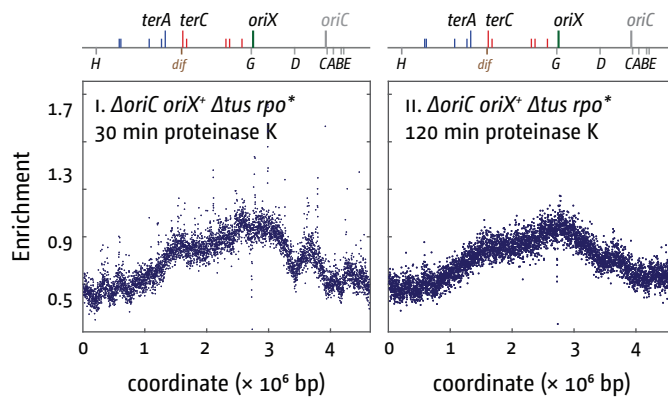 terA terC oriX oriC terA terC oriX oriC
H dif G D CABE H dif G D CABE
I. ΔoriC oriX⁺ Δtus rpo* II. ΔoriC oriX⁺ Δtus rpo*
30 min proteinase K 120 min proteinase K
1.7
1.3
Enrichment
0.9
0.5
0 1 2 3 4 0 1 2 3 4
coordinate (× 10⁶ bp) coordinate (× 10⁶ bp)